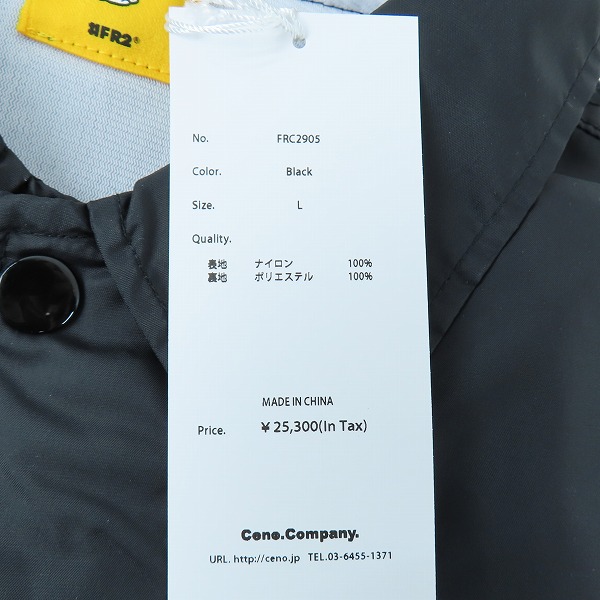 #FR2®
No. FRC2905
Color. Black
Size. L
Quality.
表地 ナイロン 100%
裏地 ポリエステル 100%
MADE IN CHINA
Price. ¥25,300(In Tax)
Ceno.Company.
URL. http://ceno.jp TEL.03-6455-1371